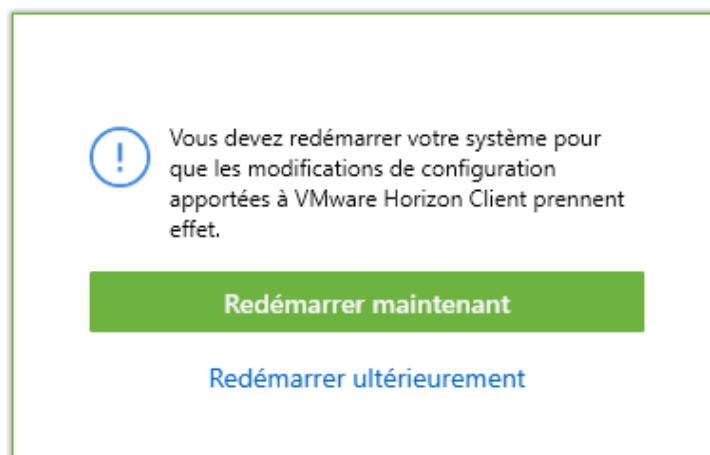 Vous devez redémarrer votre système pour
que les modifications de configuration
apportées à VMware Horizon Client prennent
effet.
Redémarrer maintenant
Redémarrer ultérieurement